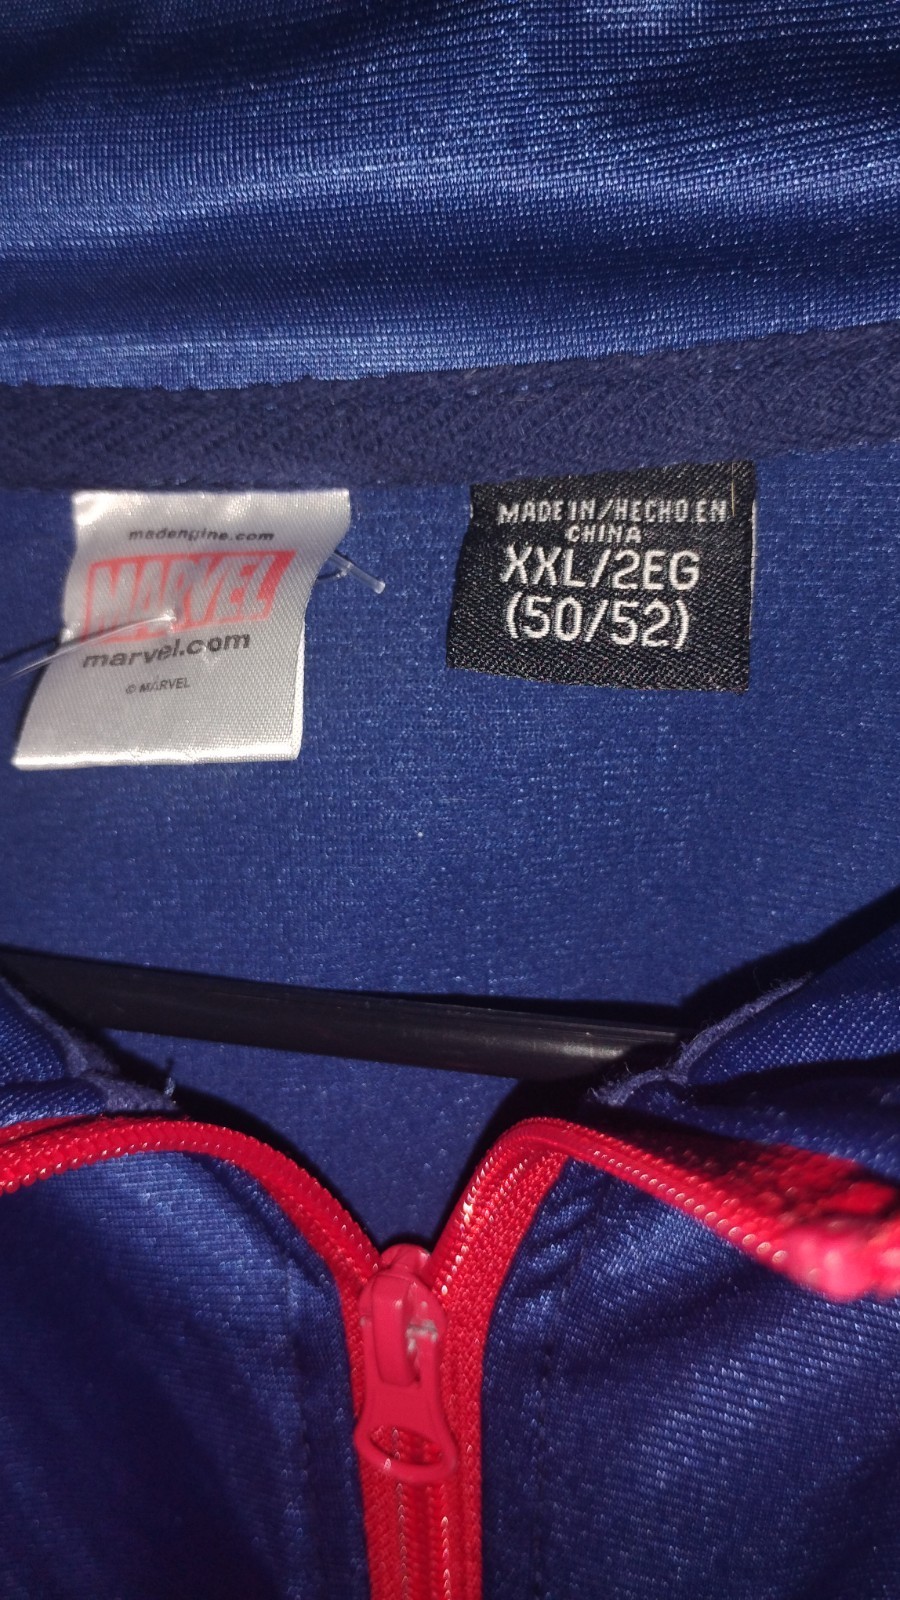 madengine.com
MARVEL
marvel.com
© MARVEL
MADE IN/HECHO EN
CHINA
XXL/2EG
(50/52)